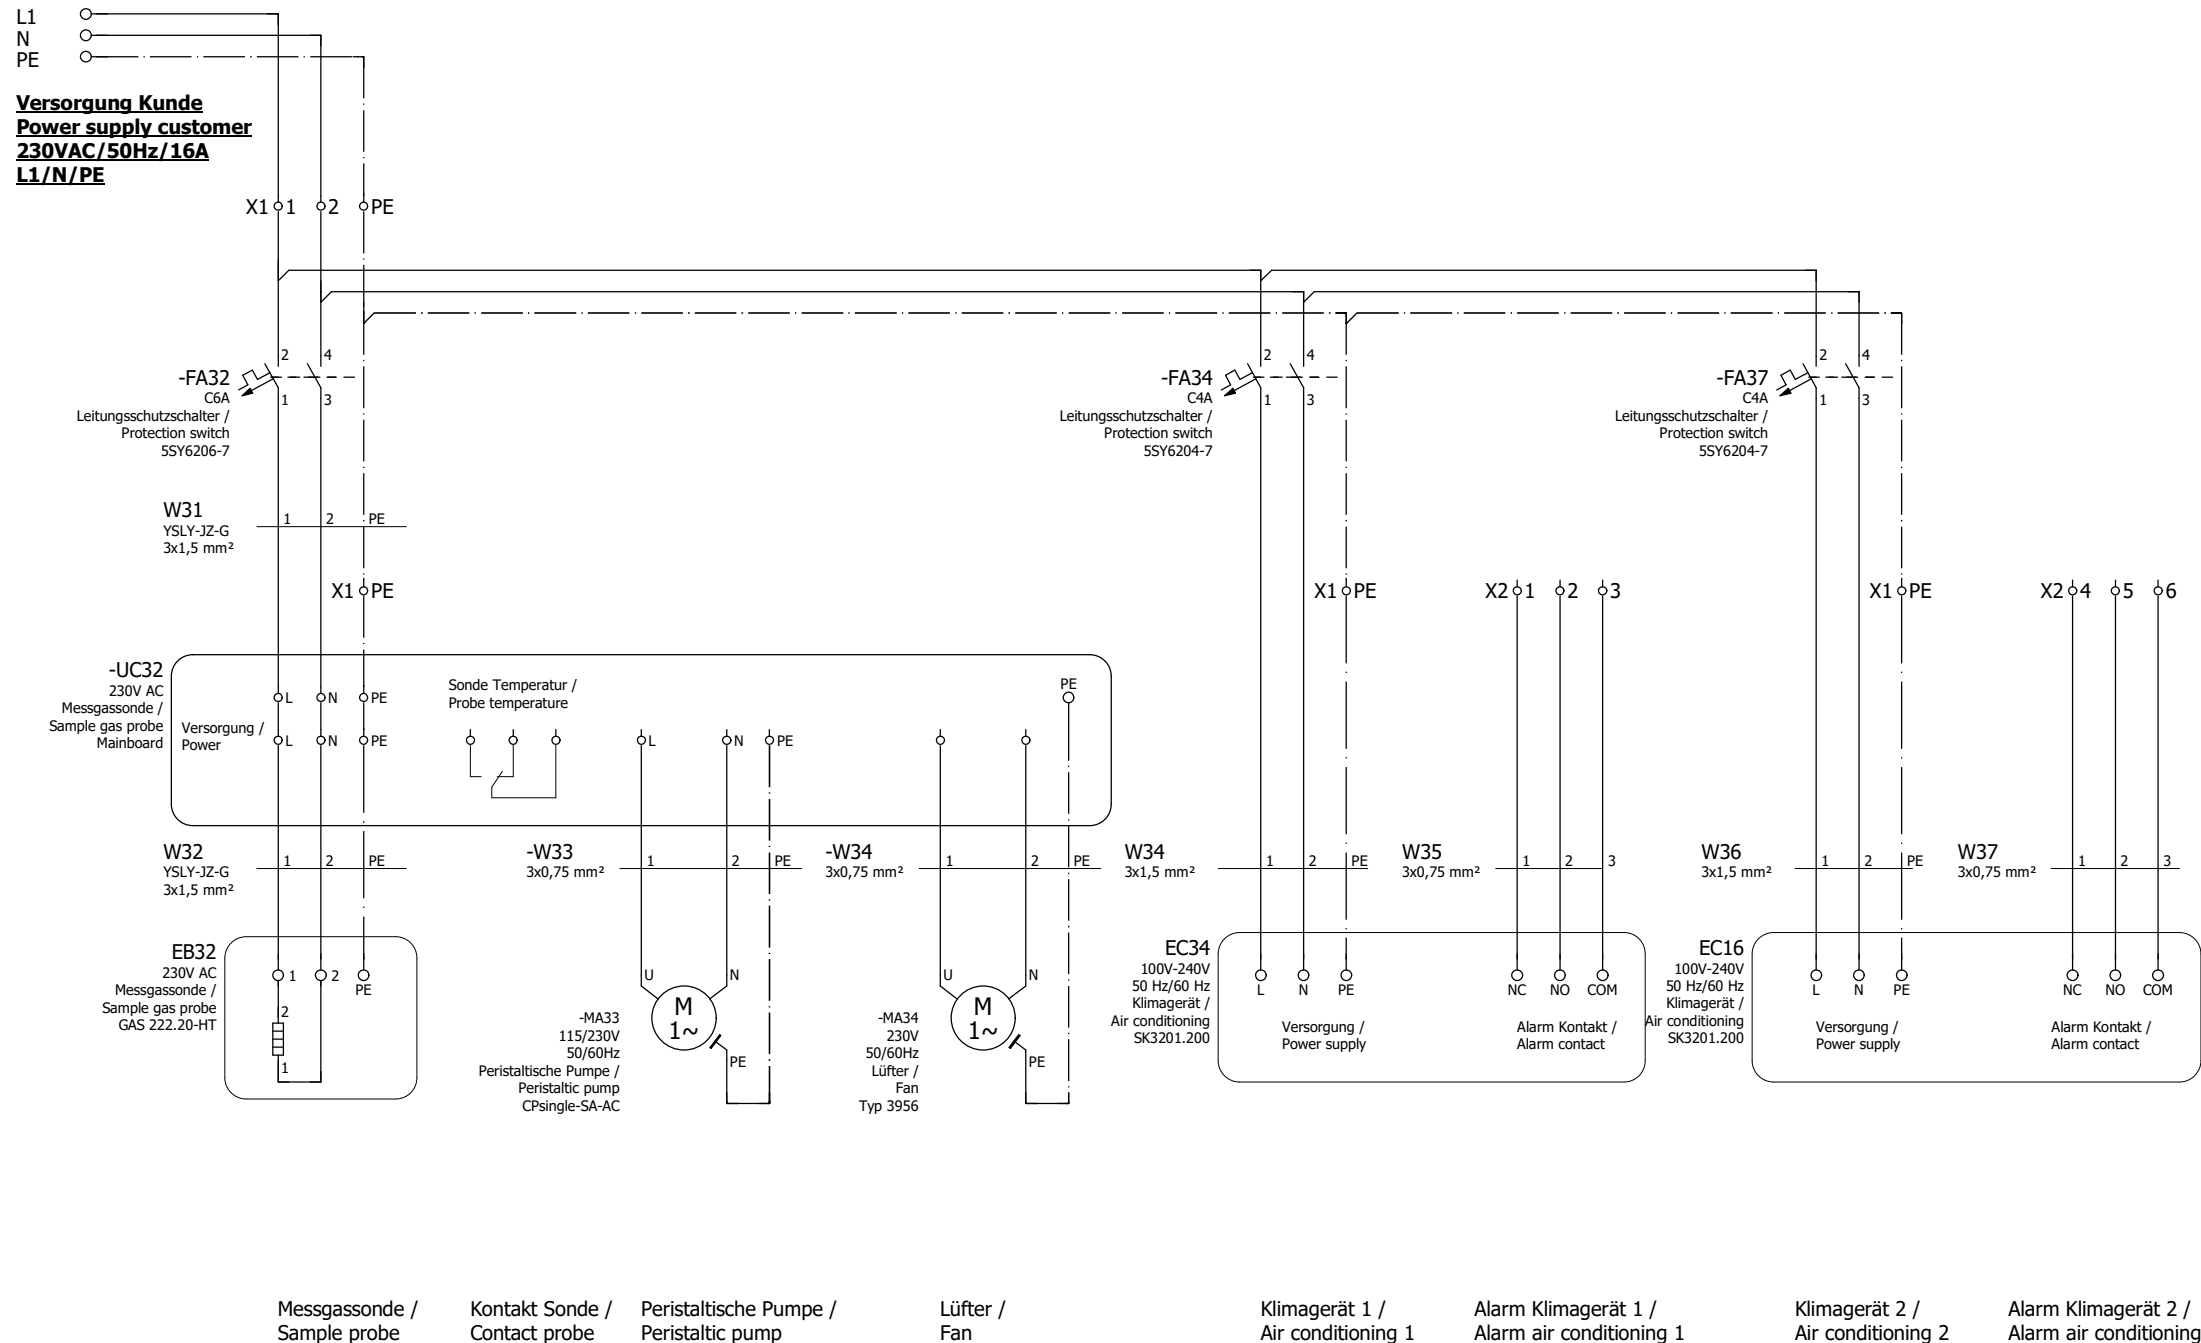 L1
N
PE
Versorgung Kunde
Power supply customer
230VAC/50Hz/16A
L1/N/PE
X1 1 2 PE
-FA32
C6A
Leitungsschutzschalter /
Protection switch
5SY6206-7
2 4
1 3
-FA34
C4A
Leitungsschutzschalter /
Protection switch
5SY6204-7
2 4
1 3
-FA37
C4A
Leitungsschutzschalter /
Protection switch
5SY6204-7
2 4
1 3
W31
YSLY-JZ-G
3x1,5 mm²
1 2 PE
X1 PE
X1 PE
X2 1 2 3
X1 PE
X2 4 5 6
-UC32
230V AC
Messgassonde /
Sample gas probe
Mainboard
Versorgung /
Power
L N PE
L N PE
Sonde Temperatur /
Probe temperature
L N PE
PE
W32
YSLY-JZ-G
3x1,5 mm²
1 2 PE
-W33
3x0,75 mm²
1 2 PE
-W34
3x0,75 mm²
1 2 PE
W34
3x1,5 mm²
1 2 PE
W35
3x0,75 mm²
1 2 3
W36
3x1,5 mm²
1 2 PE
W37
3x0,75 mm²
1 2 3
EB32
230V AC
Messgassonde /
Sample gas probe
GAS 222.20-HT
1 2 PE
2
1
-MA33
115/230V
50/60Hz
Peristaltische Pumpe /
Peristaltic pump
CPsingle-SA-AC
U N
M
1~
PE
-MA34
230V
50/60Hz
Lüfter /
Fan
Typ 3956
U N
M
1~
PE
EC34
100V-240V
50 Hz/60 Hz
Klimagerät /
Air conditioning
SK3201.200
L N PE
Versorgung /
Power supply
NC NO COM
Alarm Kontakt /
Alarm contact
EC16
100V-240V
50 Hz/60 Hz
Klimagerät /
Air conditioning
SK3201.200
L N PE
Versorgung /
Power supply
NC NO COM
Alarm Kontakt /
Alarm contact
Messgassonde /
Sample probe
Kontakt Sonde /
Contact probe
Peristaltische Pumpe /
Peristaltic pump
Lüfter /
Fan
Klimagerät 1 /
Air conditioning 1
Alarm Klimagerät 1 /
Alarm air conditioning 1
Klimagerät 2 /
Air conditioning 2
Alarm Klimagerät 2 /
Alarm air conditioning